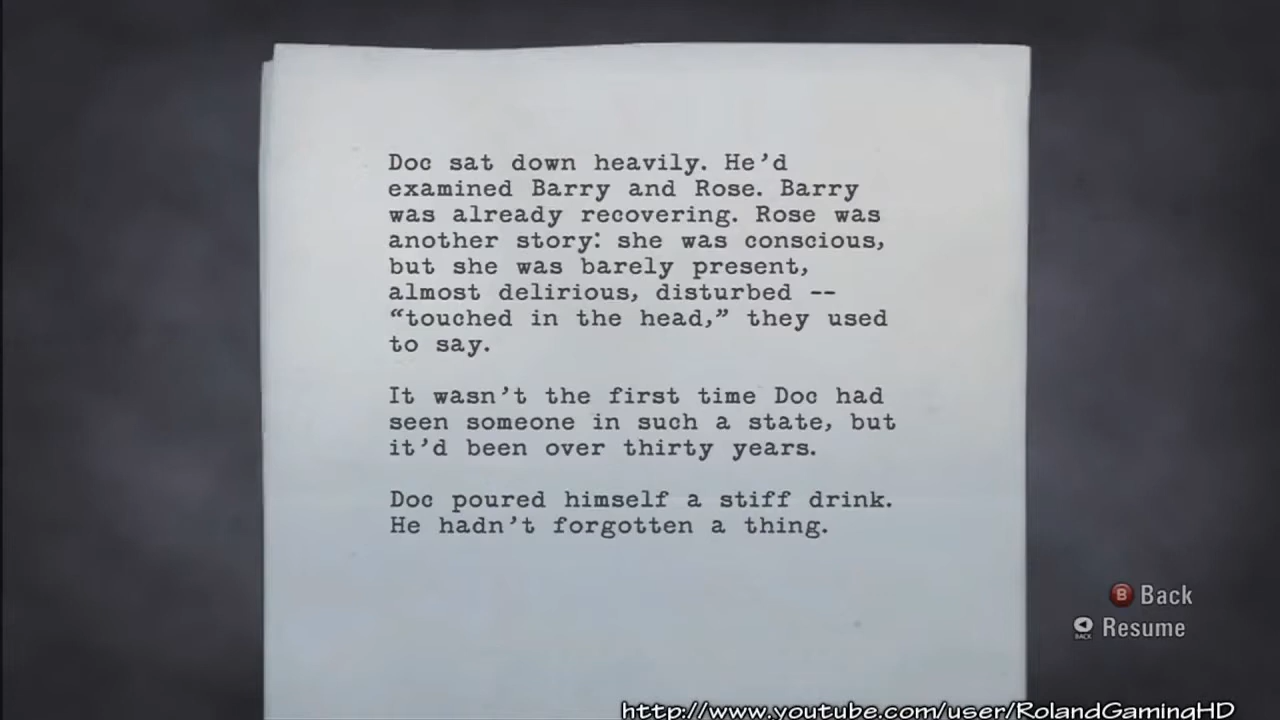 Doc sat down heavily. He’d
examined Barry and Rose. Barry
was already recovering. Rose was
another story: she was conscious,
but she was barely present,
almost delirious, disturbed --
“touched in the head,” they used
to say.
It wasn’t the first time Doc had
seen someone in such a state, but
it’d been over thirty years.
Doc poured himself a stiff drink.
He hadn’t forgotten a thing.
B Back
BACK Resume
http://www.youtube.com/user/RolandGamingHD